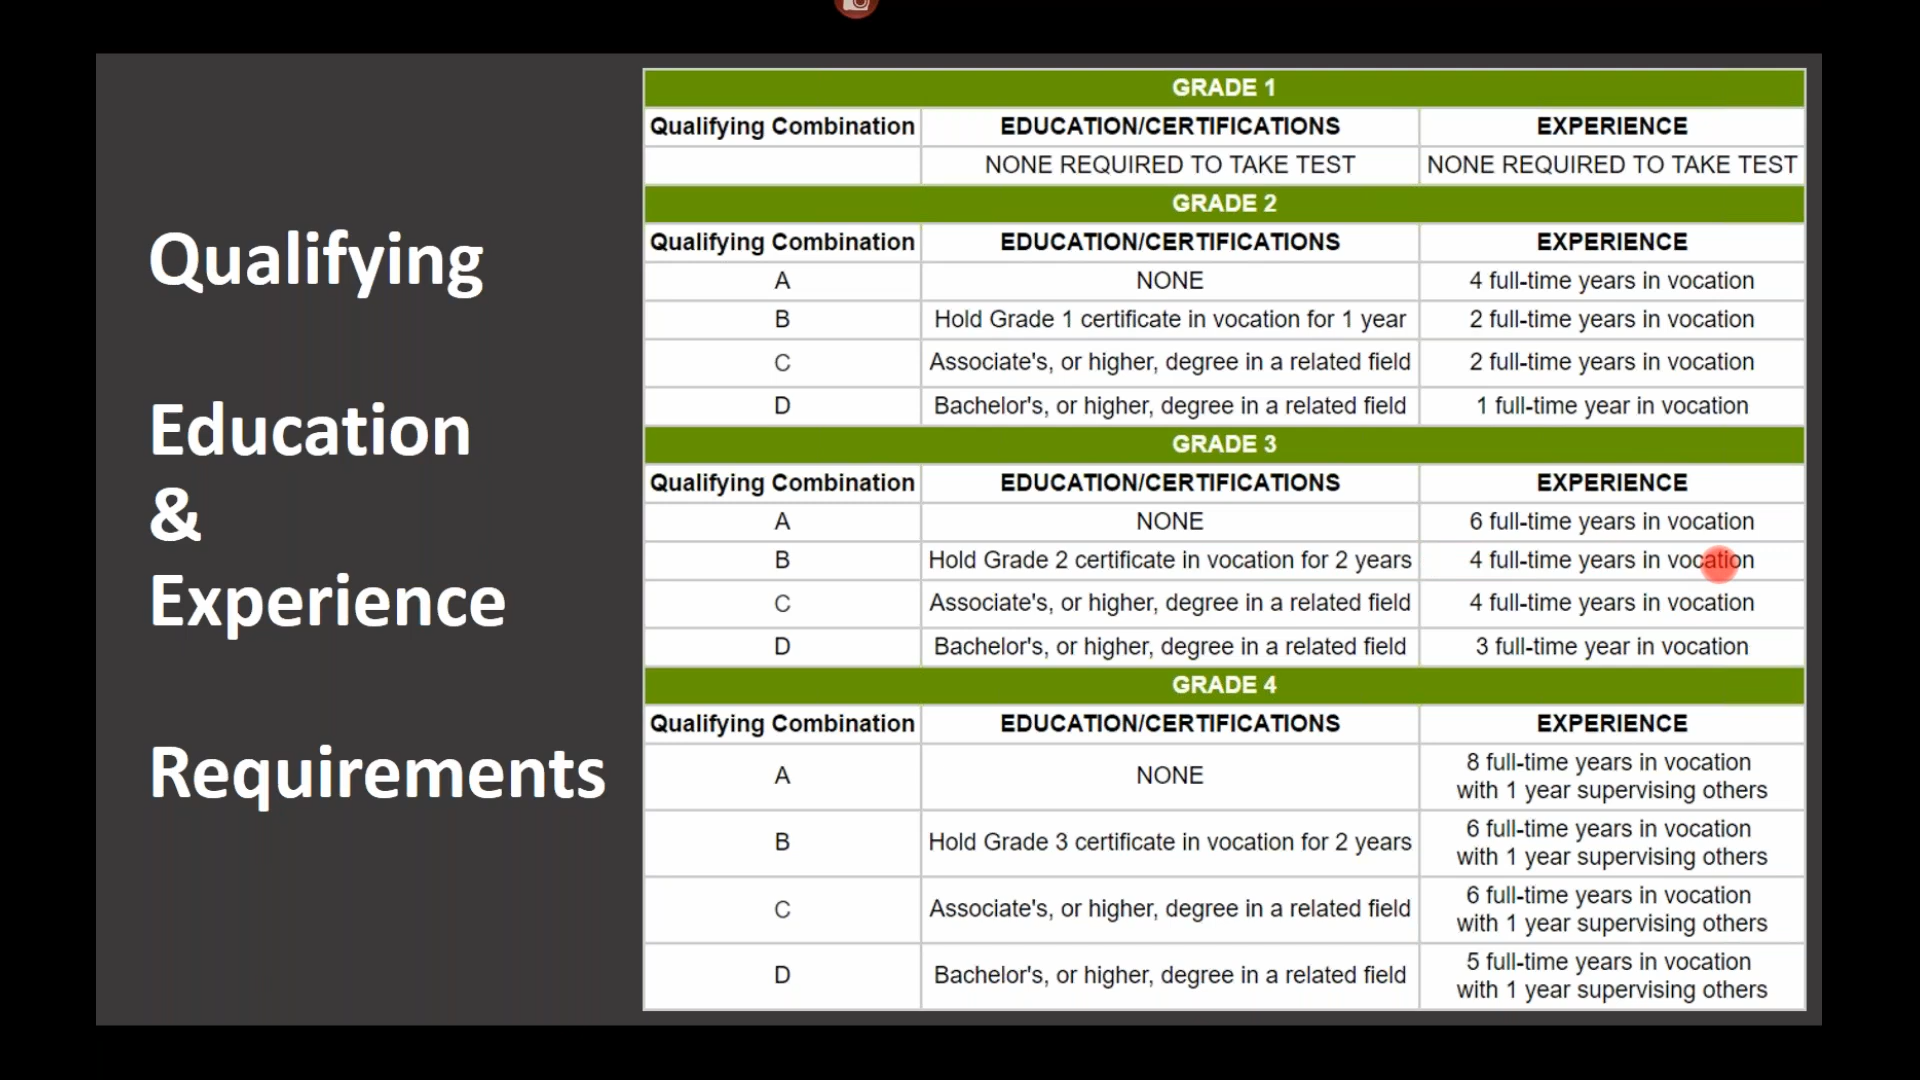 Qualifying
Education
&
Experience
Requirements
GRADE 1
Qualifying Combination EDUCATION/CERTIFICATIONS EXPERIENCE
NONE REQUIRED TO TAKE TEST NONE REQUIRED TO TAKE TEST
GRADE 2
Qualifying Combination EDUCATION/CERTIFICATIONS EXPERIENCE
A NONE 4 full-time years in vocation
B Hold Grade 1 certificate in vocation for 1 year 2 full-time years in vocation
C Associate's, or higher, degree in a related field 2 full-time years in vocation
D Bachelor's, or higher, degree in a related field 1 full-time year in vocation
GRADE 3
Qualifying Combination EDUCATION/CERTIFICATIONS EXPERIENCE
A NONE 6 full-time years in vocation
B Hold Grade 2 certificate in vocation for 2 years 4 full-time years in vocation
C Associate's, or higher, degree in a related field 4 full-time years in vocation
D Bachelor's, or higher, degree in a related field 3 full-time year in vocation
GRADE 4
Qualifying Combination EDUCATION/CERTIFICATIONS EXPERIENCE
A NONE 8 full-time years in vocation
with 1 year supervising others
B Hold Grade 3 certificate in vocation for 2 years 6 full-time years in vocation
with 1 year supervising others
C Associate's, or higher, degree in a related field 6 full-time years in vocation
with 1 year supervising others
D Bachelor's, or higher, degree in a related field 5 full-time years in vocation
with 1 year supervising others